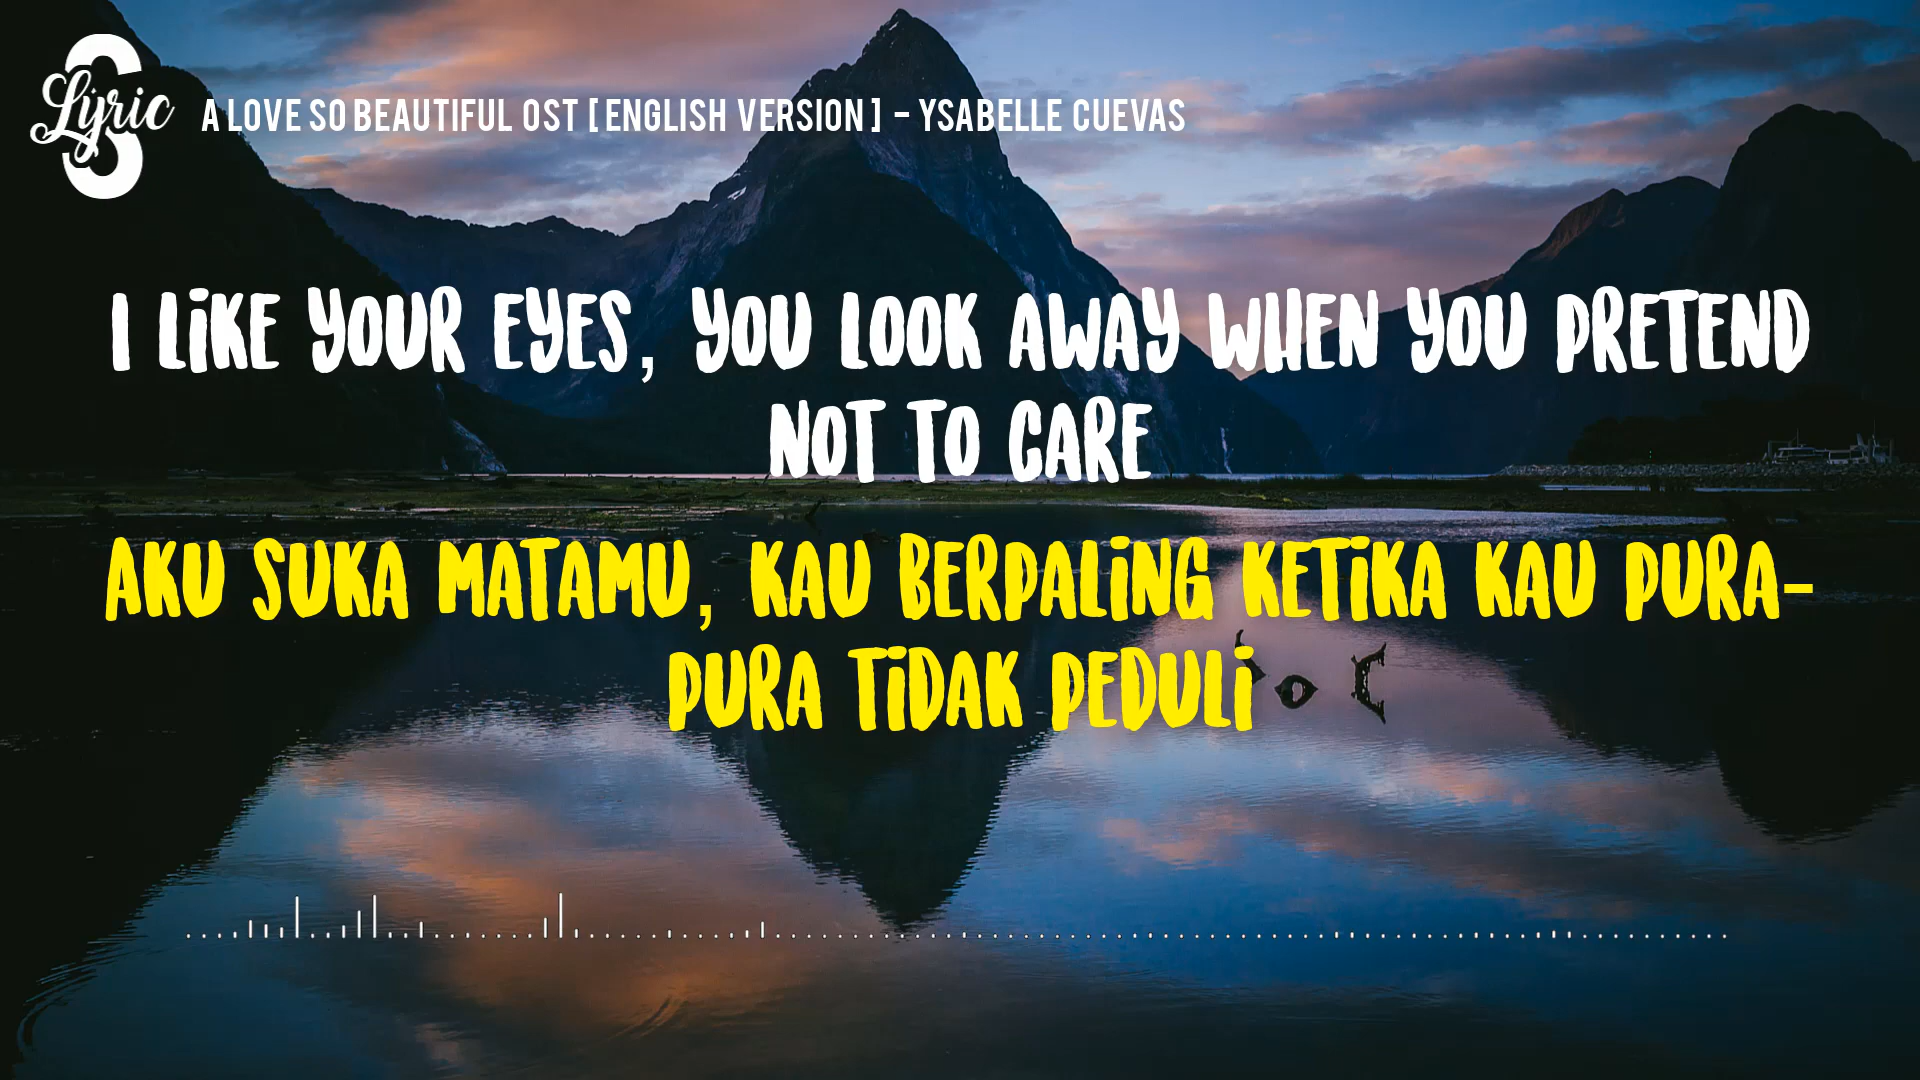 S
Lyric
A LOVE SO BEAUTIFUL OST [ENGLISH VERSION] - YSABELLE CUEVAS
I LIKE YOUR EYES, YOU LOOK AWAY WHEN YOU PRETEND
NOT TO CARE
AKU SUKA MATAMU, KAU BERPALING KETIKA KAU PURA-
PURA TIDAK PEDULI